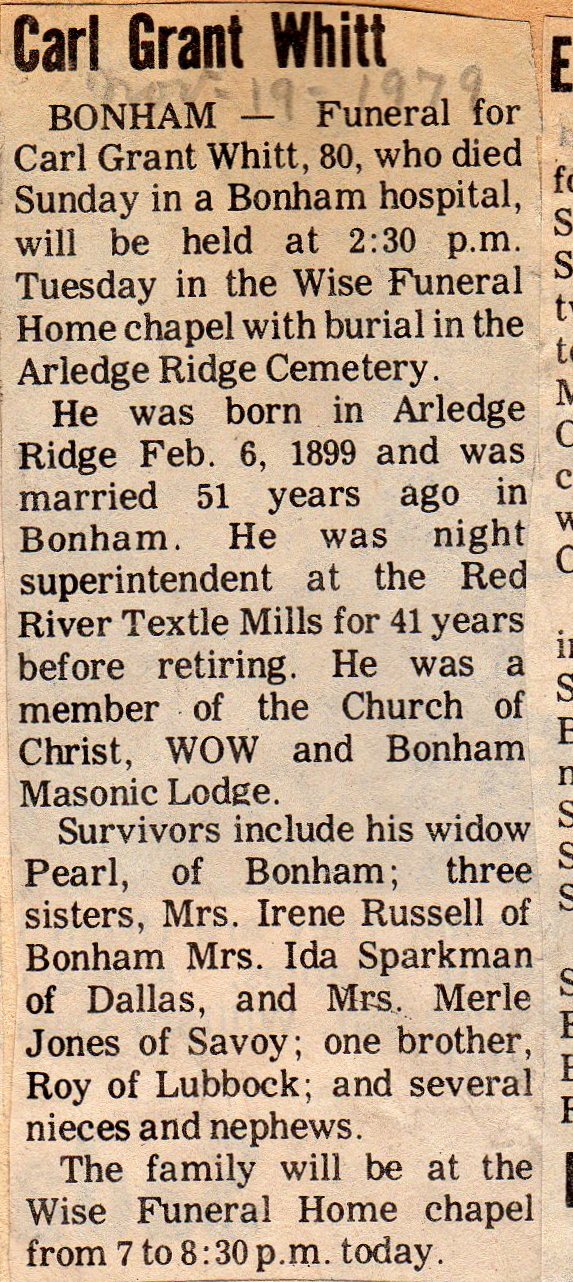 Carl Grant Whitt
Nov-19-1979
BONHAM — Funeral for
Carl Grant Whitt, 80, who died
Sunday in a Bonham hospital,
will be held at 2:30 p.m.
Tuesday in the Wise Funeral
Home chapel with burial in the
Arledge Ridge Cemetery.
He was born in Arledge
Ridge Feb. 6, 1899 and was
married 51 years ago in
Bonham. He was night
superintendent at the Red
River Textle Mills for 41 years
before retiring. He was a
member of the Church of
Christ, WOW and Bonham
Masonic Lodge.
Survivors include his widow
Pearl, of Bonham; three
sisters, Mrs. Irene Russell of
Bonham Mrs. Ida Sparkman
of Dallas, and Mrs. Merle
Jones of Savoy; one brother,
Roy of Lubbock; and several
nieces and nephews.
The family will be at the
Wise Funeral Home chapel
from 7 to 8:30 p.m. today.